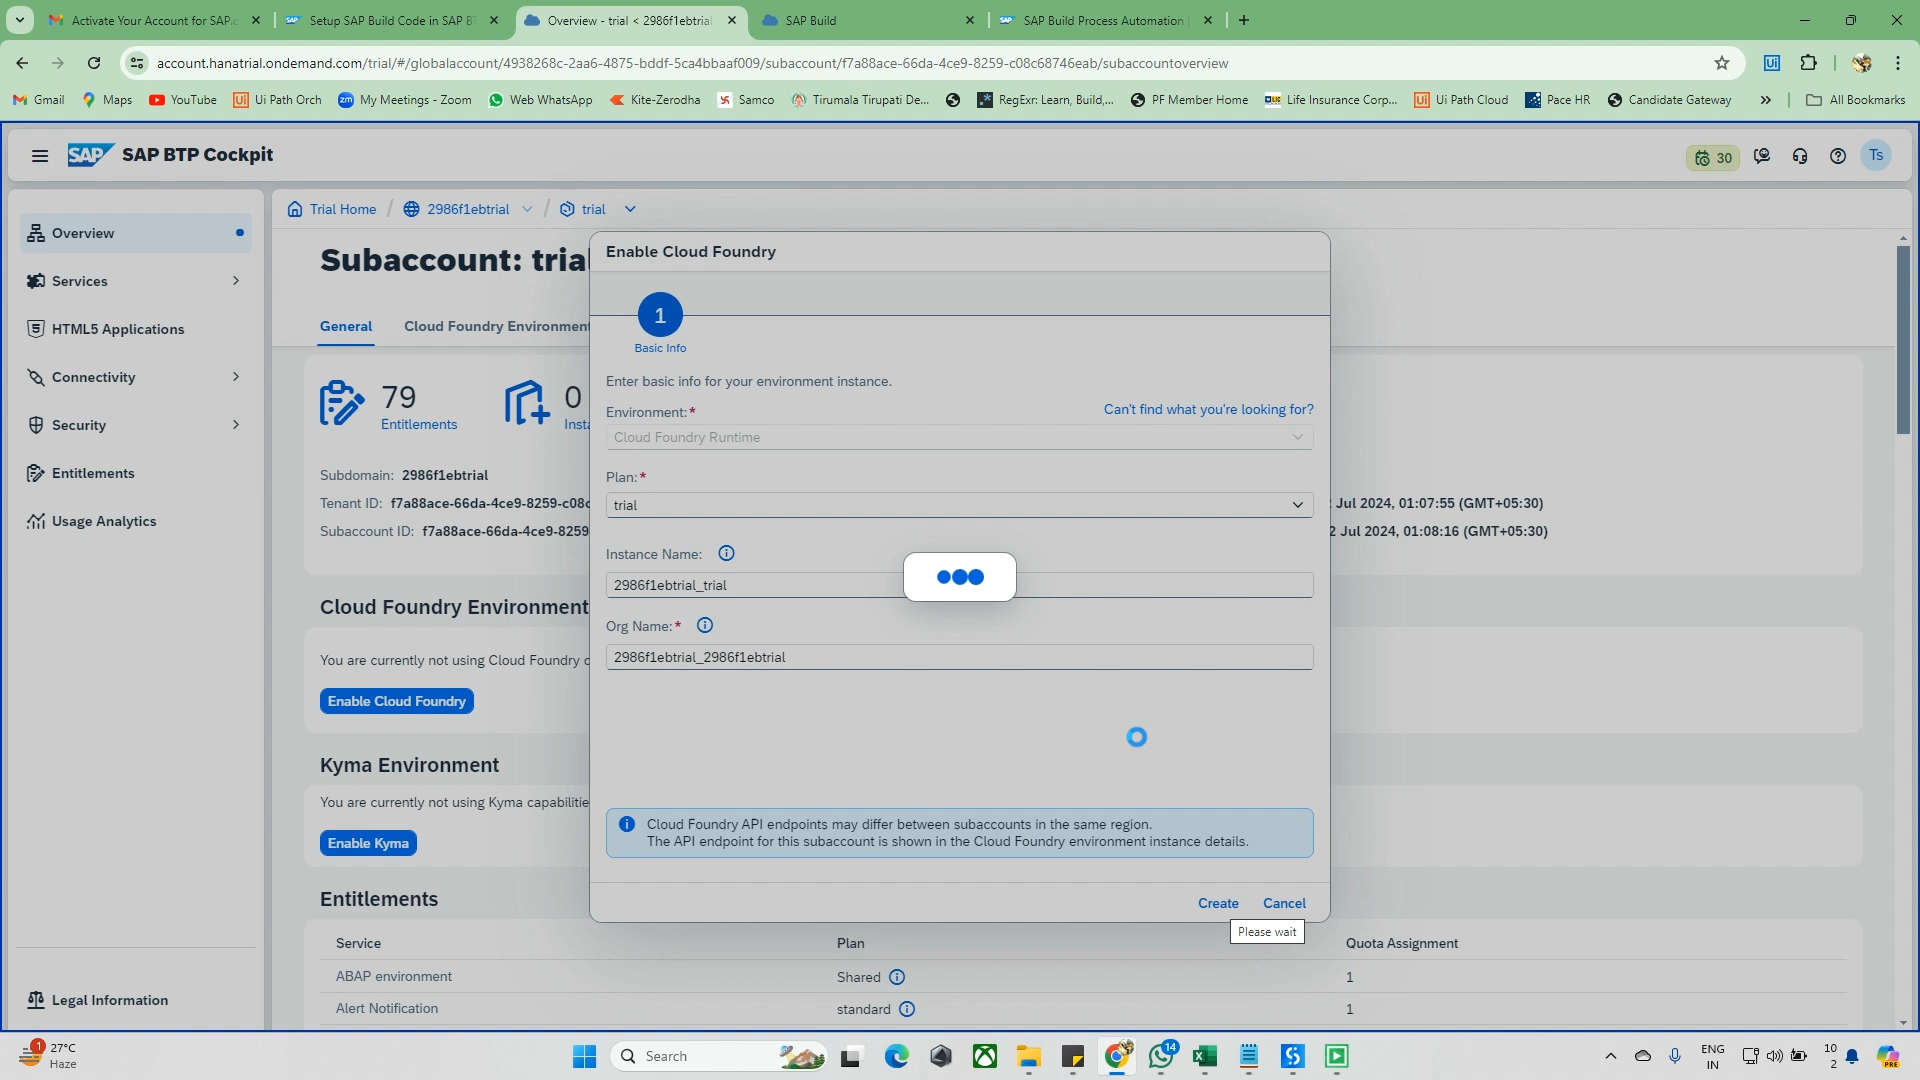 Activate Your Account for SAP.c
Setup SAP Build Code in SAP BT
Overview - trial < 2986f1ebtrial
SAP Build
SAP Build Process Automation
account.hanatrial.ondemand.com/trial/#/globalaccount/4938268c-2aa6-4875-bddf-5ca4bbaaf009/subaccount/f7a88ace-66da-4ce9-8259-c08c68746eab/subaccountoverview
Gmail
Maps
YouTube
Ui Path Orch
My Meetings - Zoom
Web WhatsApp
Kite-Zerodha
Samco
Tirumala Tirupati De...
RegExr: Learn, Build,...
PF Member Home
Life Insurance Corp...
Ui Path Cloud
Pace HR
Candidate Gateway
»
All Bookmarks
SAP
SAP BTP Cockpit
30
Ts
Overview
Services
HTML5 Applications
Connectivity
Security
Entitlements
Usage Analytics
Legal Information
Trial Home / 2986f1ebtrial / trial
Subaccount: trial
General
Cloud Foundry Environment
79
Entitlements
0
Insta
Subdomain: 2986f1ebtrial
Tenant ID: f7a88ace-66da-4ce9-8259-c08c
Subaccount ID: f7a88ace-66da-4ce9-8259
Jul 2024, 01:07:55 (GMT+05:30)
2 Jul 2024, 01:08:16 (GMT+05:30)
Cloud Foundry Environment
You are currently not using Cloud Foundry c
Enable Cloud Foundry
Kyma Environment
You are currently not using Kyma capabilitie
Enable Kyma
Entitlements
Service
Plan
Quota Assignment
ABAP environment
Shared
1
Alert Notification
standard
1
Enable Cloud Foundry
1
Basic Info
Enter basic info for your environment instance.
Environment:*
Can't find what you're looking for?
Cloud Foundry Runtime
Plan:*
trial
Instance Name:
2986f1ebtrial_trial
Org Name:*
2986f1ebtrial_2986f1ebtrial
Cloud Foundry API endpoints may differ between subaccounts in the same region.
The API endpoint for this subaccount is shown in the Cloud Foundry environment instance details.
Create
Cancel
Please wait
1
27°C
Haze
Search
14
ENG
IN
10
2
PRE